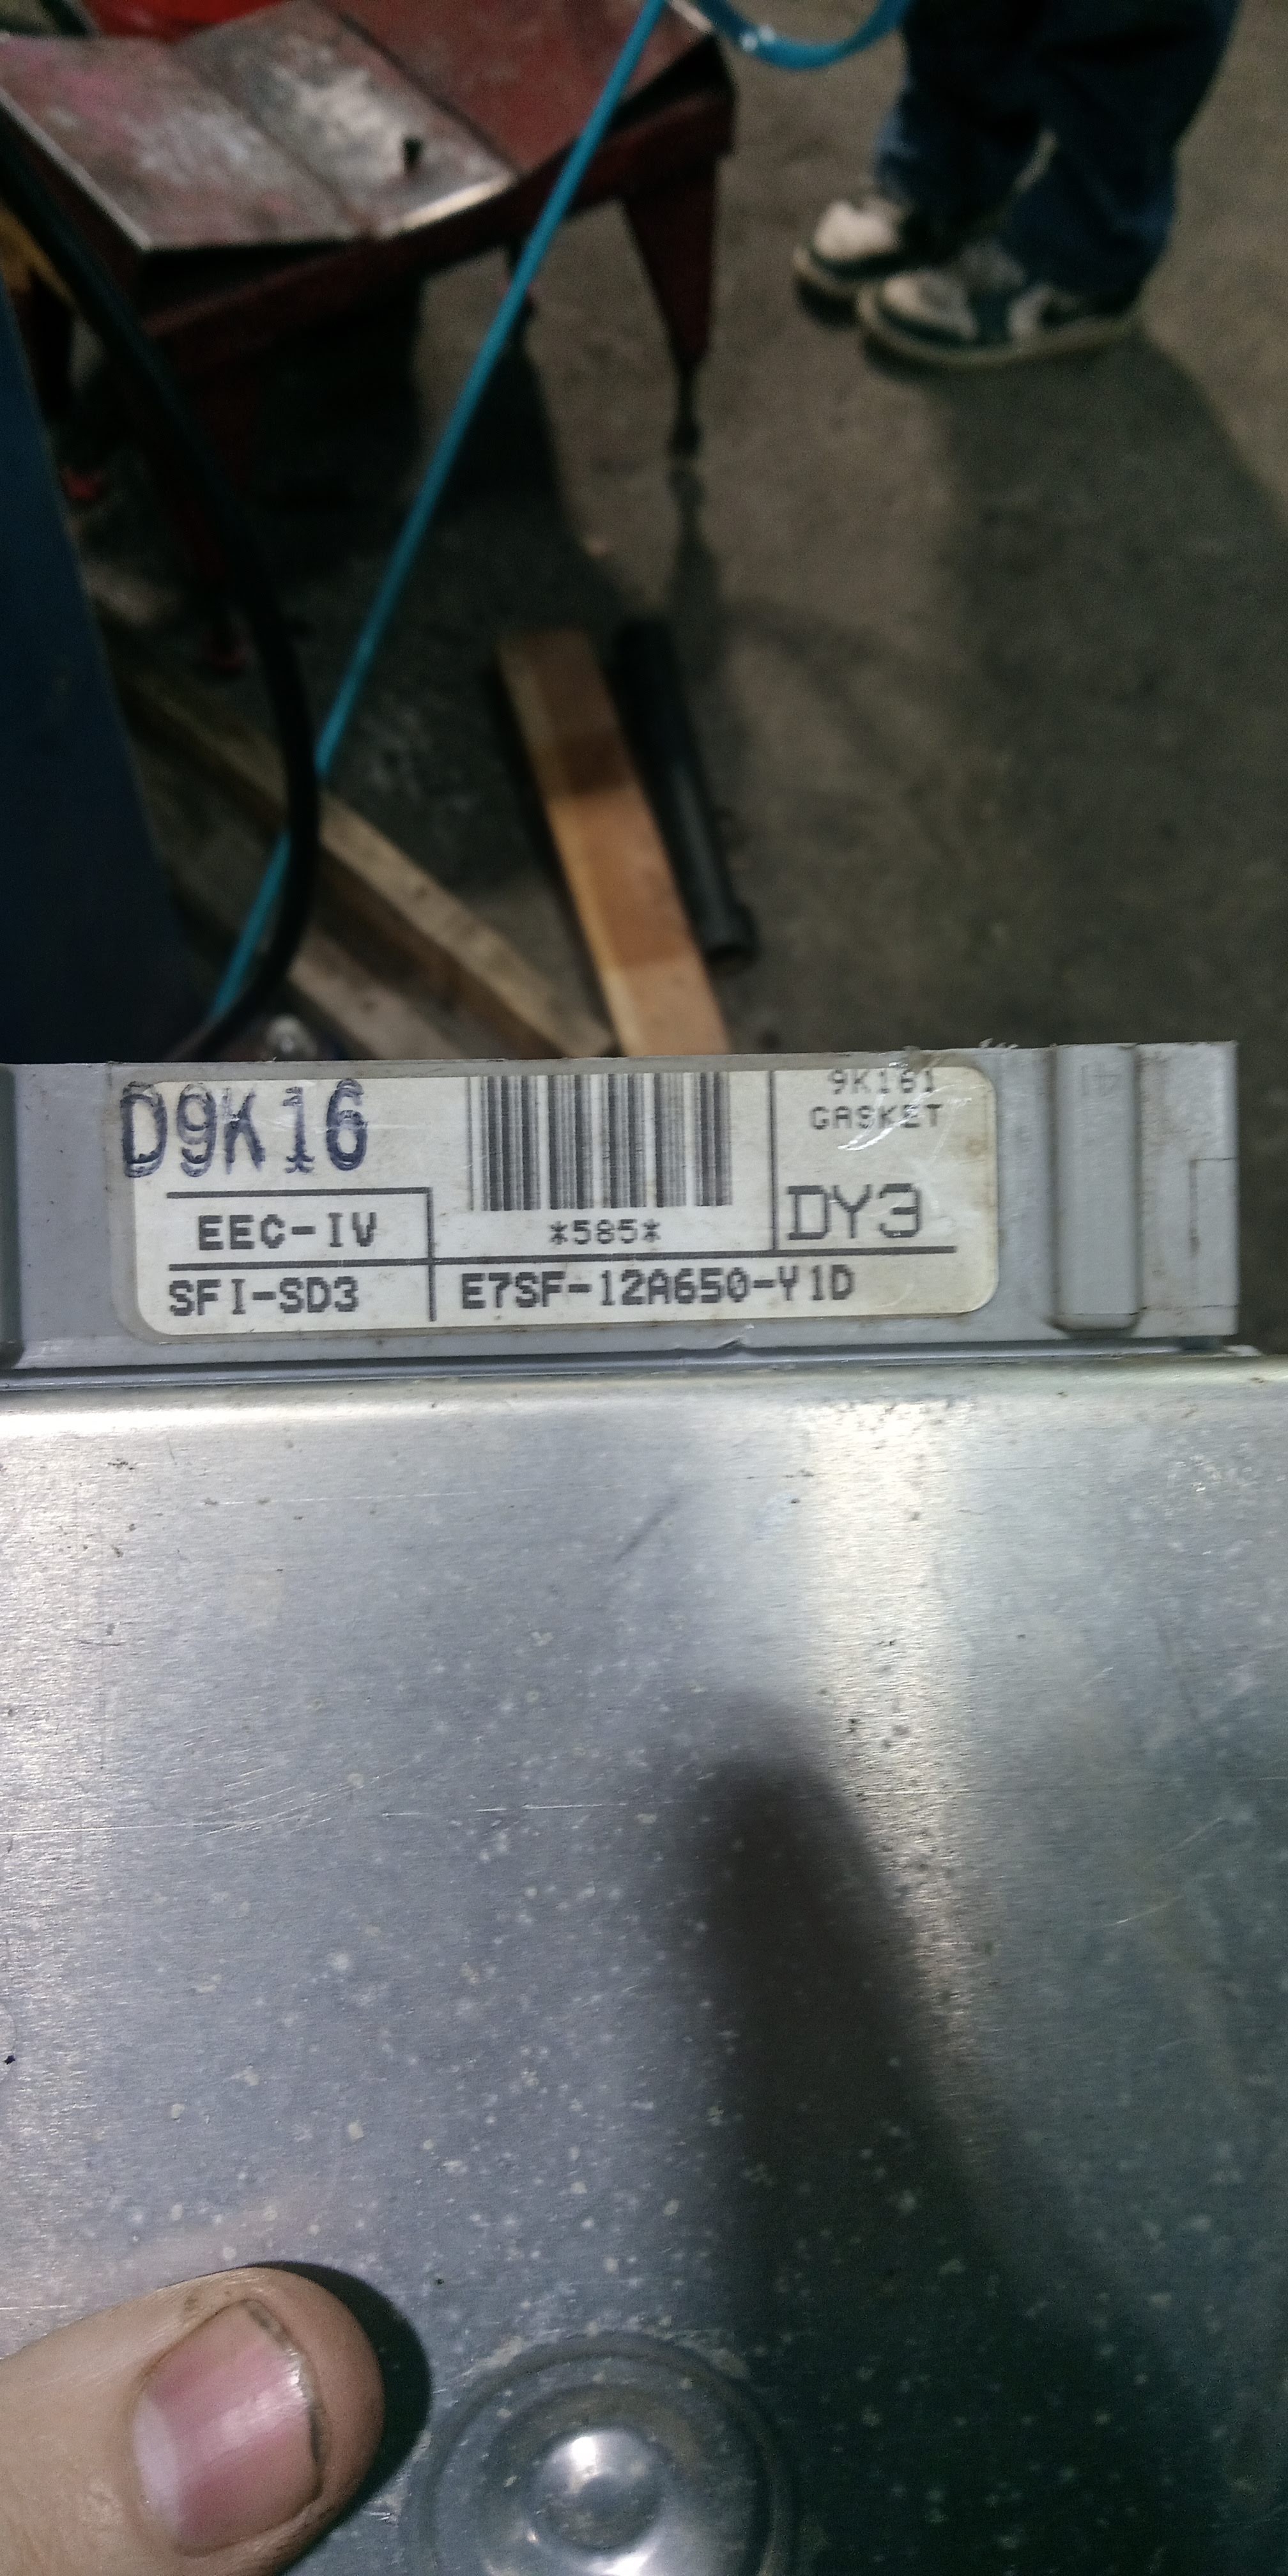 D9K16
EEC-IV
SFI-SD3
*585*
E7SF-12A650-Y1D
9K161
GASKET
DY3